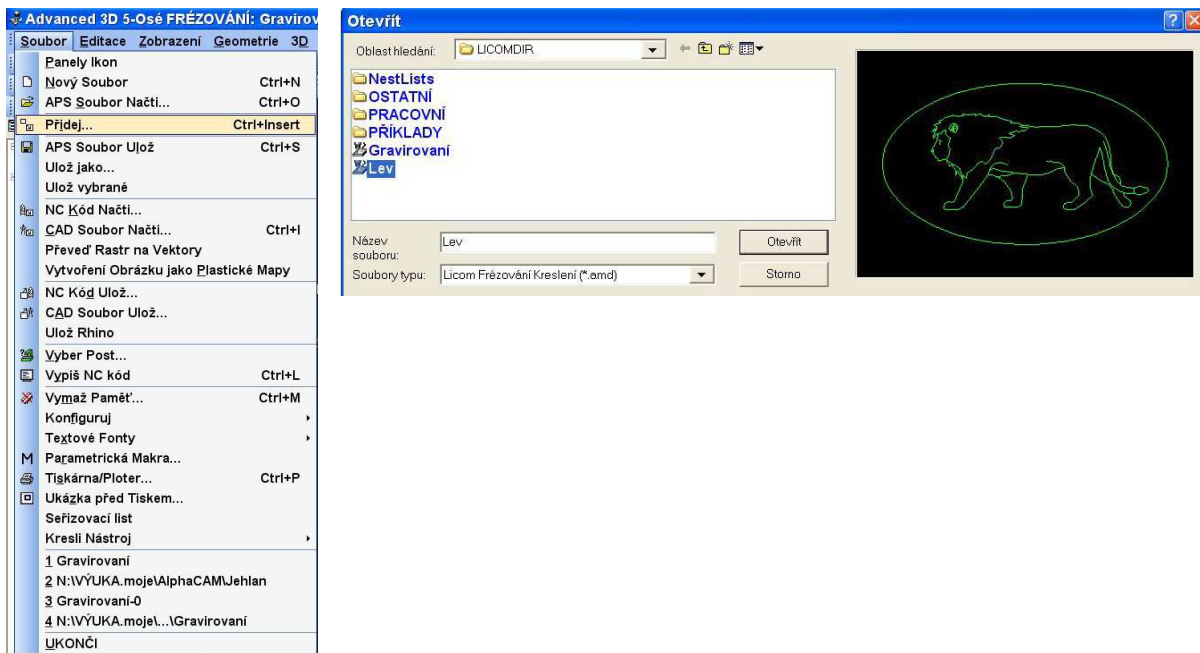 Advanced 3D 5-Osé FRÉZOVÁNÍ: Gravirov
Soubor Editace Zobrazení Geometrie 3D
Panely Ikon
Nový Soubor Ctrl+N
APS Soubor Načti... Ctrl+O
Přidej... Ctrl+Insert
APS Soubor Ulož Ctrl+S
Ulož jako...
Ulož vybrané
NC Kód Načti...
CAD Soubor Načti... Ctrl+I
Převeď Rastr na Vektory
Vytvoření Obrázku jako Plastické Mapy
NC Kód Ulož...
CAD Soubor Ulož...
Ulož Rhino
Vyber Post...
Vypiš NC kód Ctrl+L
Vymaž Paměť... Ctrl+M
Konfiguruj
Textové Fonty
M Parametrická Makra...
Tiskárna/Ploter... Ctrl+P
Ukázka před Tiskem...
Seřizovací list
Kresli Nástroj
1 Gravirovaní
2 N:\VÝUKA.moje\AlphaCAM\Jehlan
3 Gravirovaní-0
4 N:\VÝUKA.moje\...\Gravirovaní
UKONČI
Otevřít
Oblast hledání: LICOMDIR
NestLists
OSTATNÍ
PRACOVNÍ
PŘÍKLADY
Gravirovaní
Lev
Název souboru: Lev Otevřít
Soubory typu: Licom Frézování Kreslení (*.amd) Storno